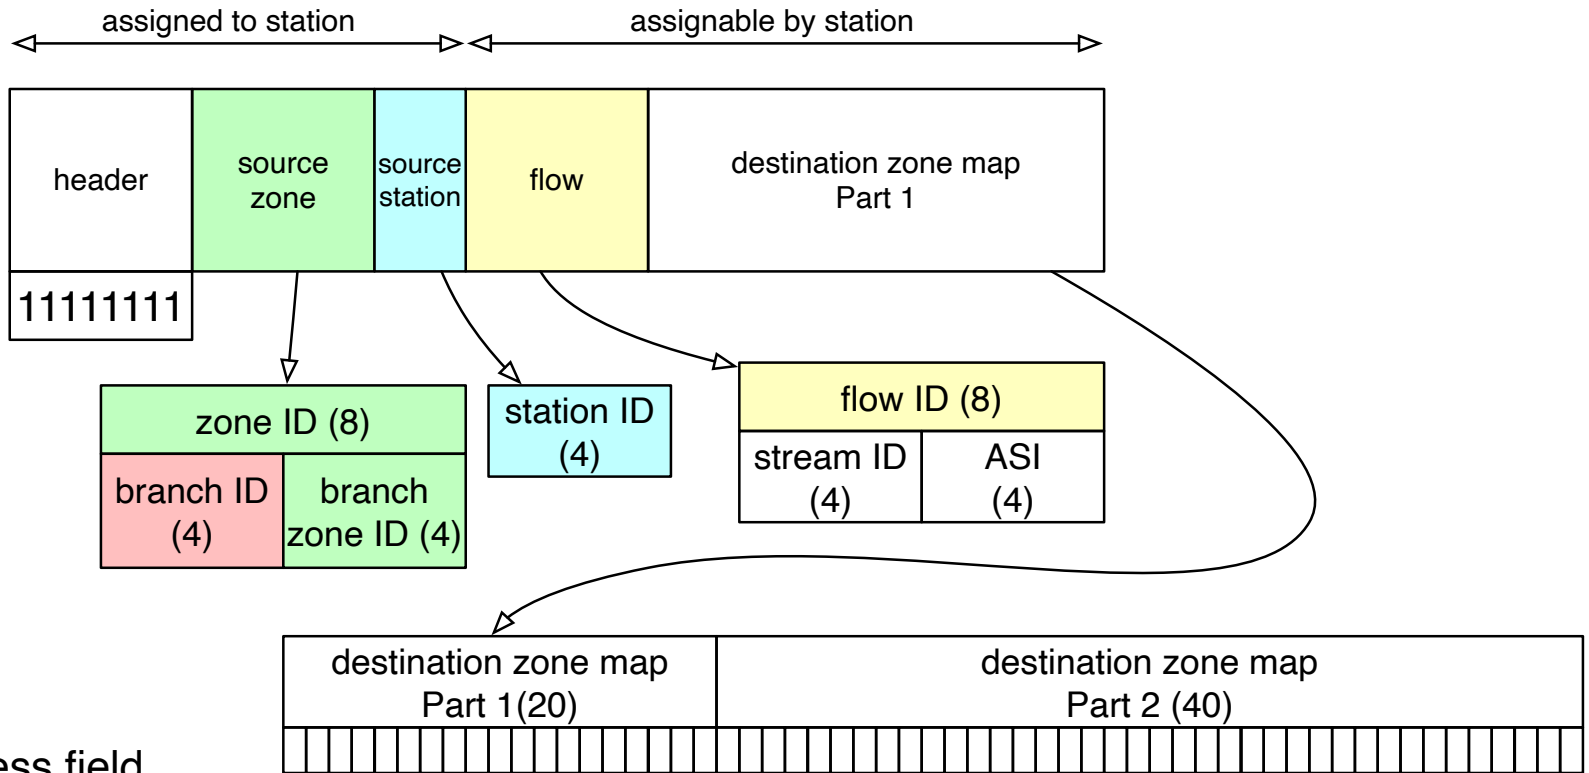 assigned to station
assignable by station
header
source
zone
source
station
flow
destination zone map
Part 1
11111111
zone ID (8)
branch ID
(4)
branch
zone ID (4)
station ID
(4)
flow ID (8)
stream ID
(4)
ASI
(4)
destination zone map
Part 1(20)
destination zone map
Part 2 (40)
ess field